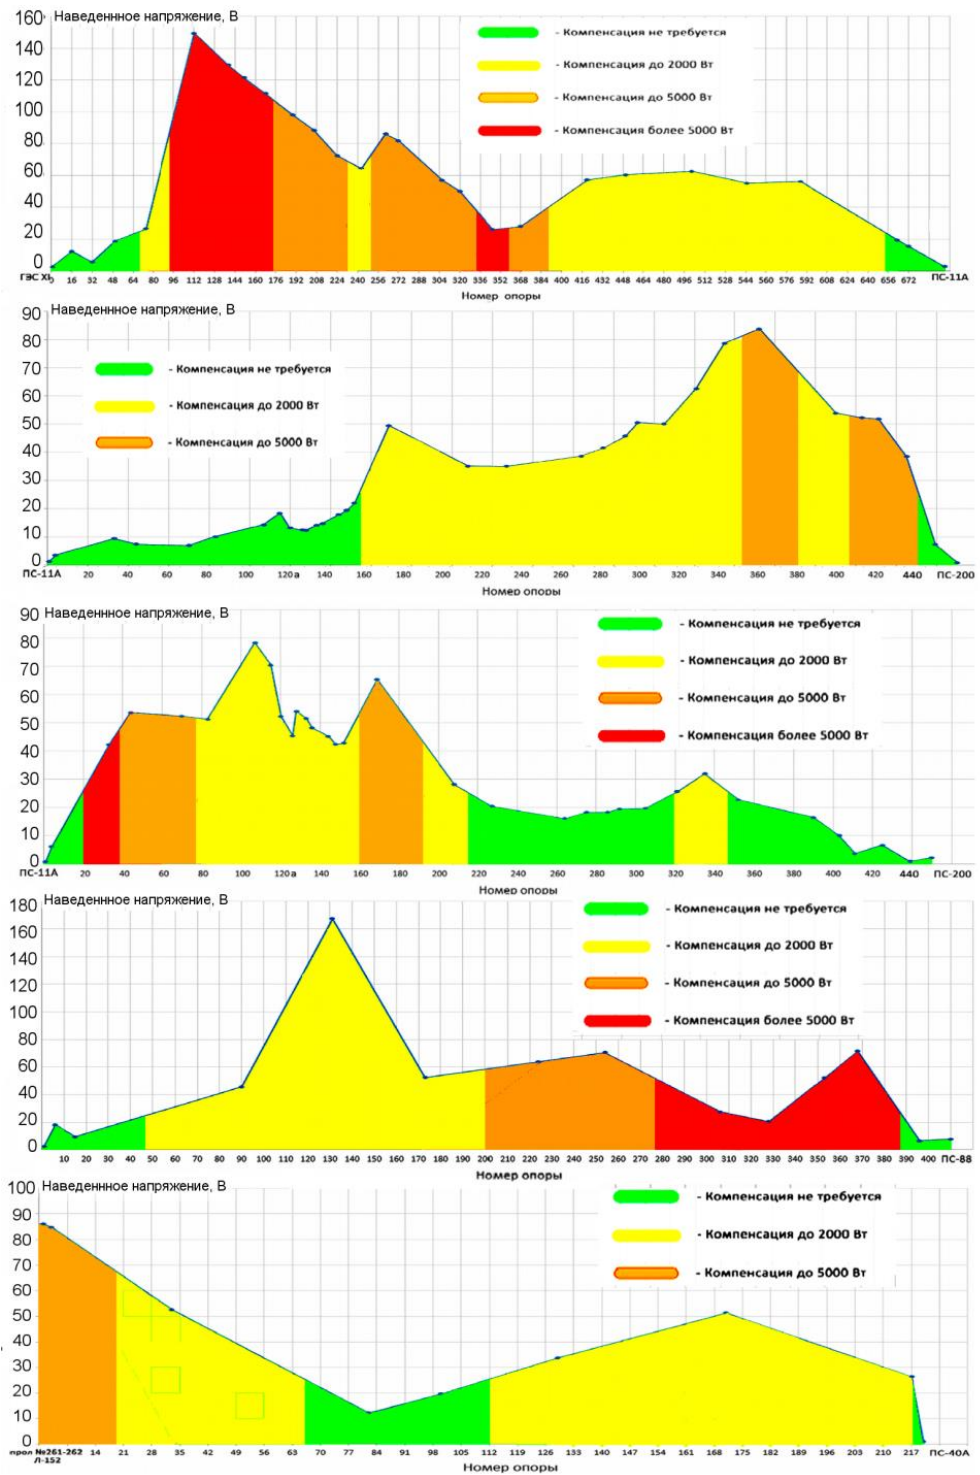 Наведеннное напряжение, В
160
140
120
100
80
60
40
20
0
- Компенсация не требуется
- Компенсация до 2000 Вт
- Компенсация до 5000 Вт
- Компенсация более 5000 Вт
0 16 32 48 64 80 96 112 128 144 160 176 192 208 224 240 256 272 288 304 320 336 352 368 384 400 416 432 448 464 480 496 512 528 544 560 576 592 608 624 640 656 672 ПС-11А
Номер опоры
Наведеннное напряжение, В
90
80
70
60
50
40
30
20
10
0
- Компенсация не требуется
- Компенсация до 2000 Вт
- Компенсация до 5000 Вт
ПС-11А 20 40 60 80 100 120а 140 160 180 200 220 240 260 280 300 320 340 360 380 400 420 440 ПС-200
Номер опоры
Наведеннное напряжение, В
90
80
70
60
50
40
30
20
10
0
- Компенсация не требуется
- Компенсация до 2000 Вт
- Компенсация до 5000 Вт
- Компенсация более 5000 Вт
ПС-11А 20 40 60 80 100 120а 140 160 180 200 220 240 260 280 300 320 340 360 380 400 420 440 ПС-200
Номер опоры
Наведеннное напряжение, В
180
160
140
120
100
80
60
40
20
0
- Компенсация не требуется
- Компенсация до 2000 Вт
- Компенсация до 5000 Вт
- Компенсация более 5000 Вт
10 20 30 40 50 60 70 80 90 100 110 120 130 140 150 160 170 180 190 200 210 220 230 240 250 260 270 280 290 300 310 320 330 340 350 360 370 380 390 400 ПС-88
Номер опоры
Наведеннное напряжение, В
100
90
80
70
60
50
40
30
20
10
0
- Компенсация не требуется
- Компенсация до 2000 Вт
- Компенсация до 5000 Вт
прол №261-262 14 21 28 35 42 49 56 63 70 77 84 91 98 105 112 119 126 133 140 147 154 161 168 175 182 189 196 203 210 217 ПС-40А
Л-152
Номер опоры